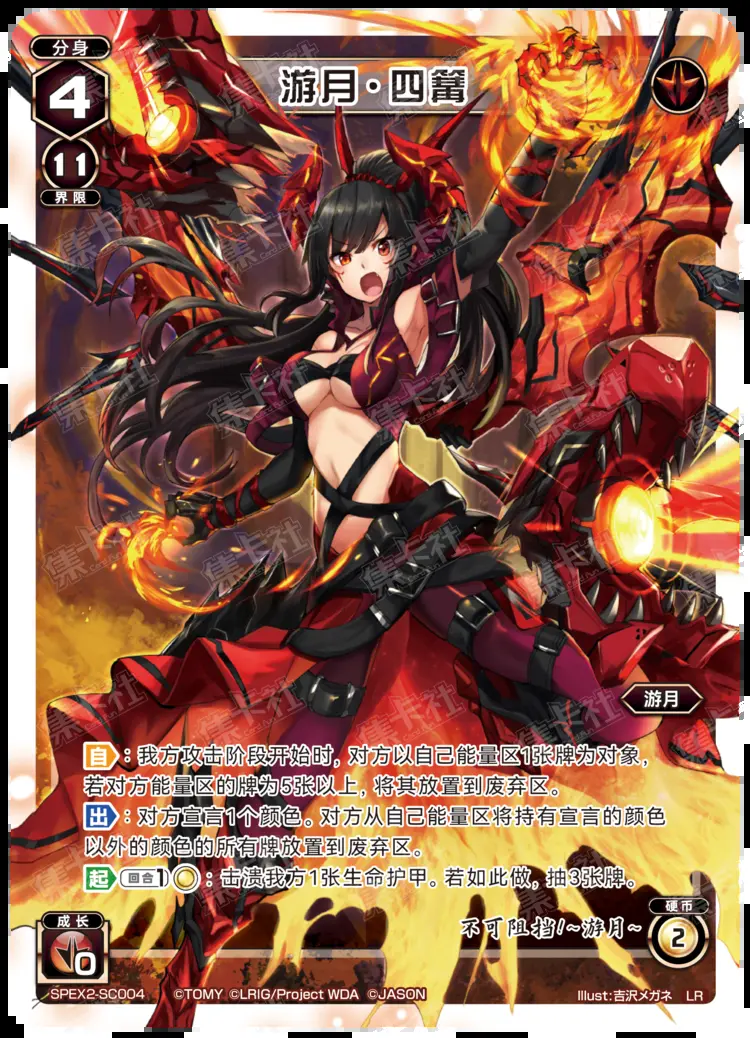 分身
4
11
界限
游月·四篝
游月
自：我方攻击阶段开始时，对方以自己能量区1张牌为对象，
若对方能量区的牌为5张以上，将其放置到废弃区。
出：对方宣言1个颜色。对方从自己能量区将持有宣言的颜色
以外的颜色的所有牌放置到废弃区。
起 回合1：击溃我方1张生命护甲。若如此做，抽3张牌。
不可阻挡!~游月~
成长
0
硬币
2
SPEX2-SC004 ©TOMY ©LRIG/Project WDA ©JASON
Illust:吉沢メガネ LR
集卡社